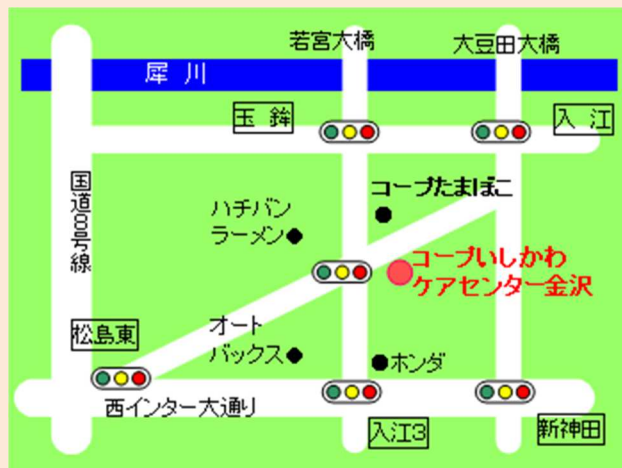 若宮大橋
大豆田大橋
犀川
玉鉾
入江
国道8号線
コープたまぼこ
ハチバン
ラーメン
コープいしかわ
ケアセンター金沢
松島東
オート
バックス
ホンダ
西インター大通り
入江3
新神田